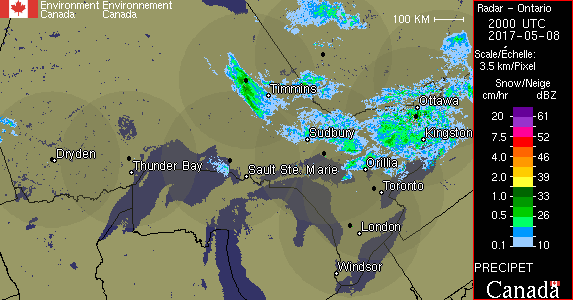 Environment Environnement
Canada Canada
100 KM
Timmins
Ottawa
Sudbury
Kingston
Dryden
Thunder Bay
Sault Ste. Marie
Orillia
Toronto
London
Windsor
Radar - Ontario
2000 UTC
2017-05-08
Scale/Échelle:
3.5 km/Pixel
Snow/Neige
cm/hr dBZ
20 61
7.5 57
5.0 52
4.0 46
2.0 39
1.0 33
0.5 26
0.1 10
PRECIPET
Canada